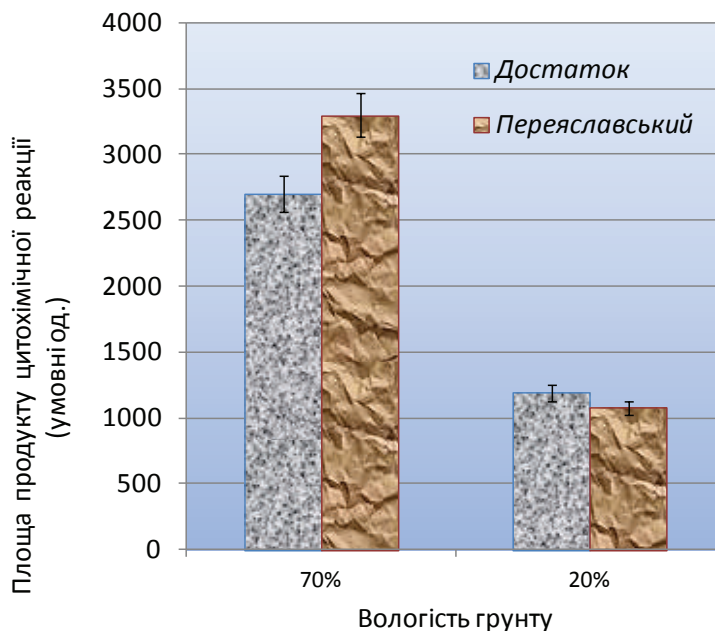 Площа продукту цитохімічної реакції
(умовні од.)
4000
3500
3000
2500
2000
1500
1000
500
0
Достаток
Переяславський
70%
20%
Вологість грунту